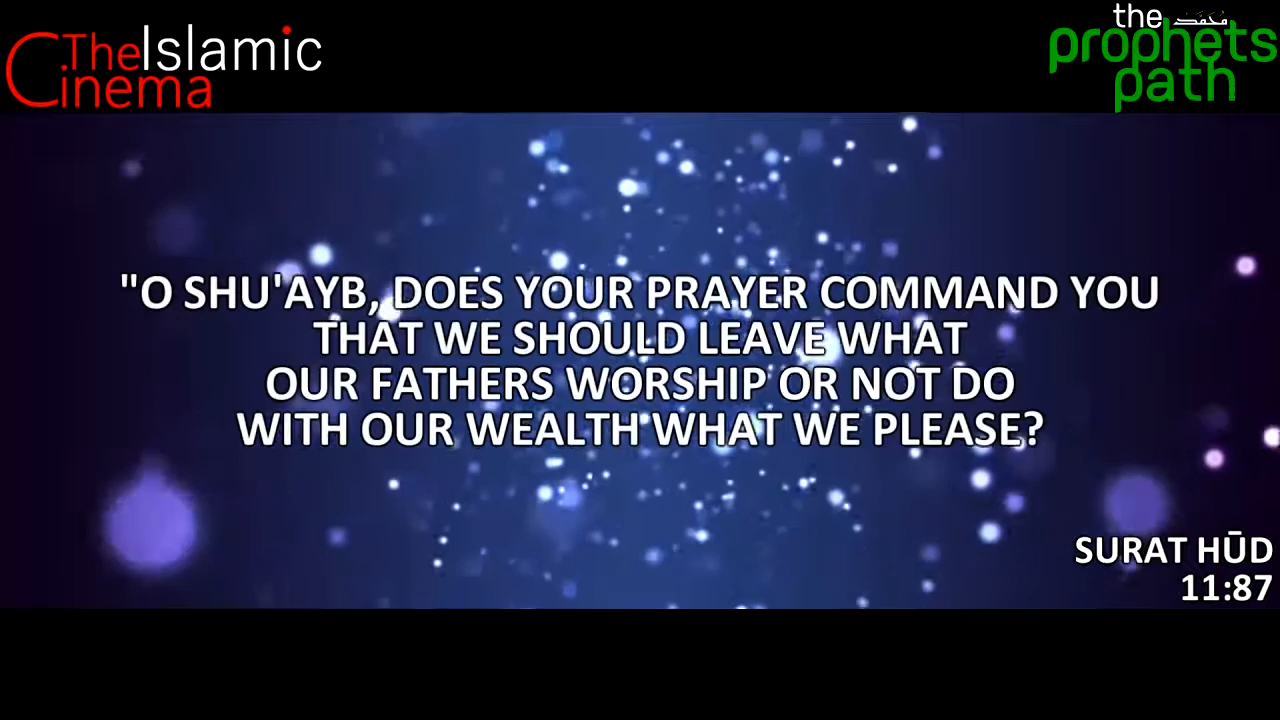 The Islamic
Cinema
the محمد
prophets
path
"O SHU'AYB, DOES YOUR PRAYER COMMAND YOU
THAT WE SHOULD LEAVE WHAT
OUR FATHERS WORSHIP OR NOT DO
WITH OUR WEALTH WHAT WE PLEASE?
SURAT HŪD
11:87